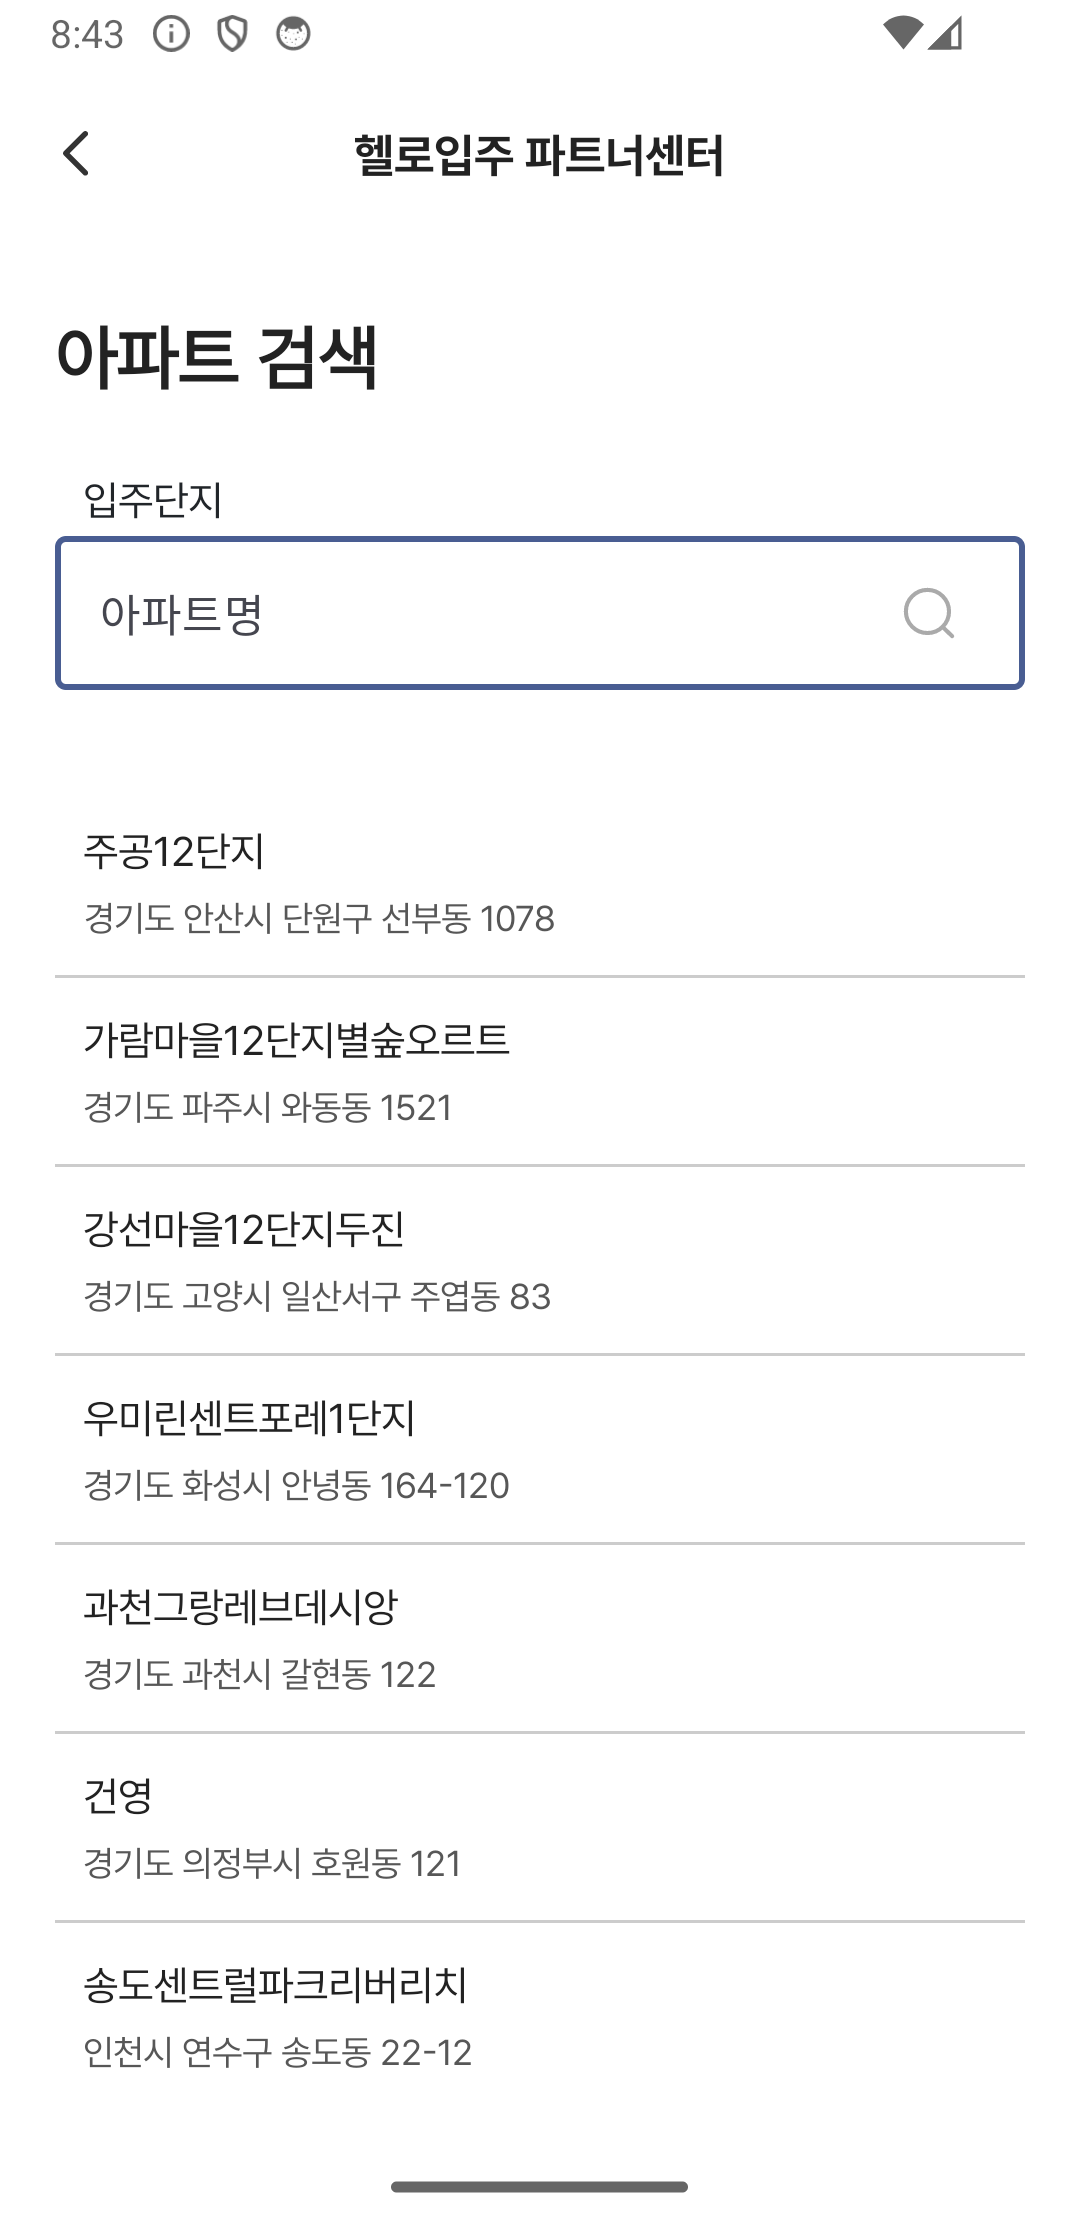 8:43
헬로입주 파트너센터
아파트 검색
입주단지
아파트명
주공12단지
경기도 안산시 단원구 선부동 1078
가람마을12단지별숲오르트
경기도 파주시 와동동 1521
강선마을12단지두진
경기도 고양시 일산서구 주엽동 83
우미린센트포레1단지
경기도 화성시 안녕동 164-120
과천그랑레브데시앙
경기도 과천시 갈현동 122
건영
경기도 의정부시 호원동 121
송도센트럴파크리버리치
인천시 연수구 송도동 22-12